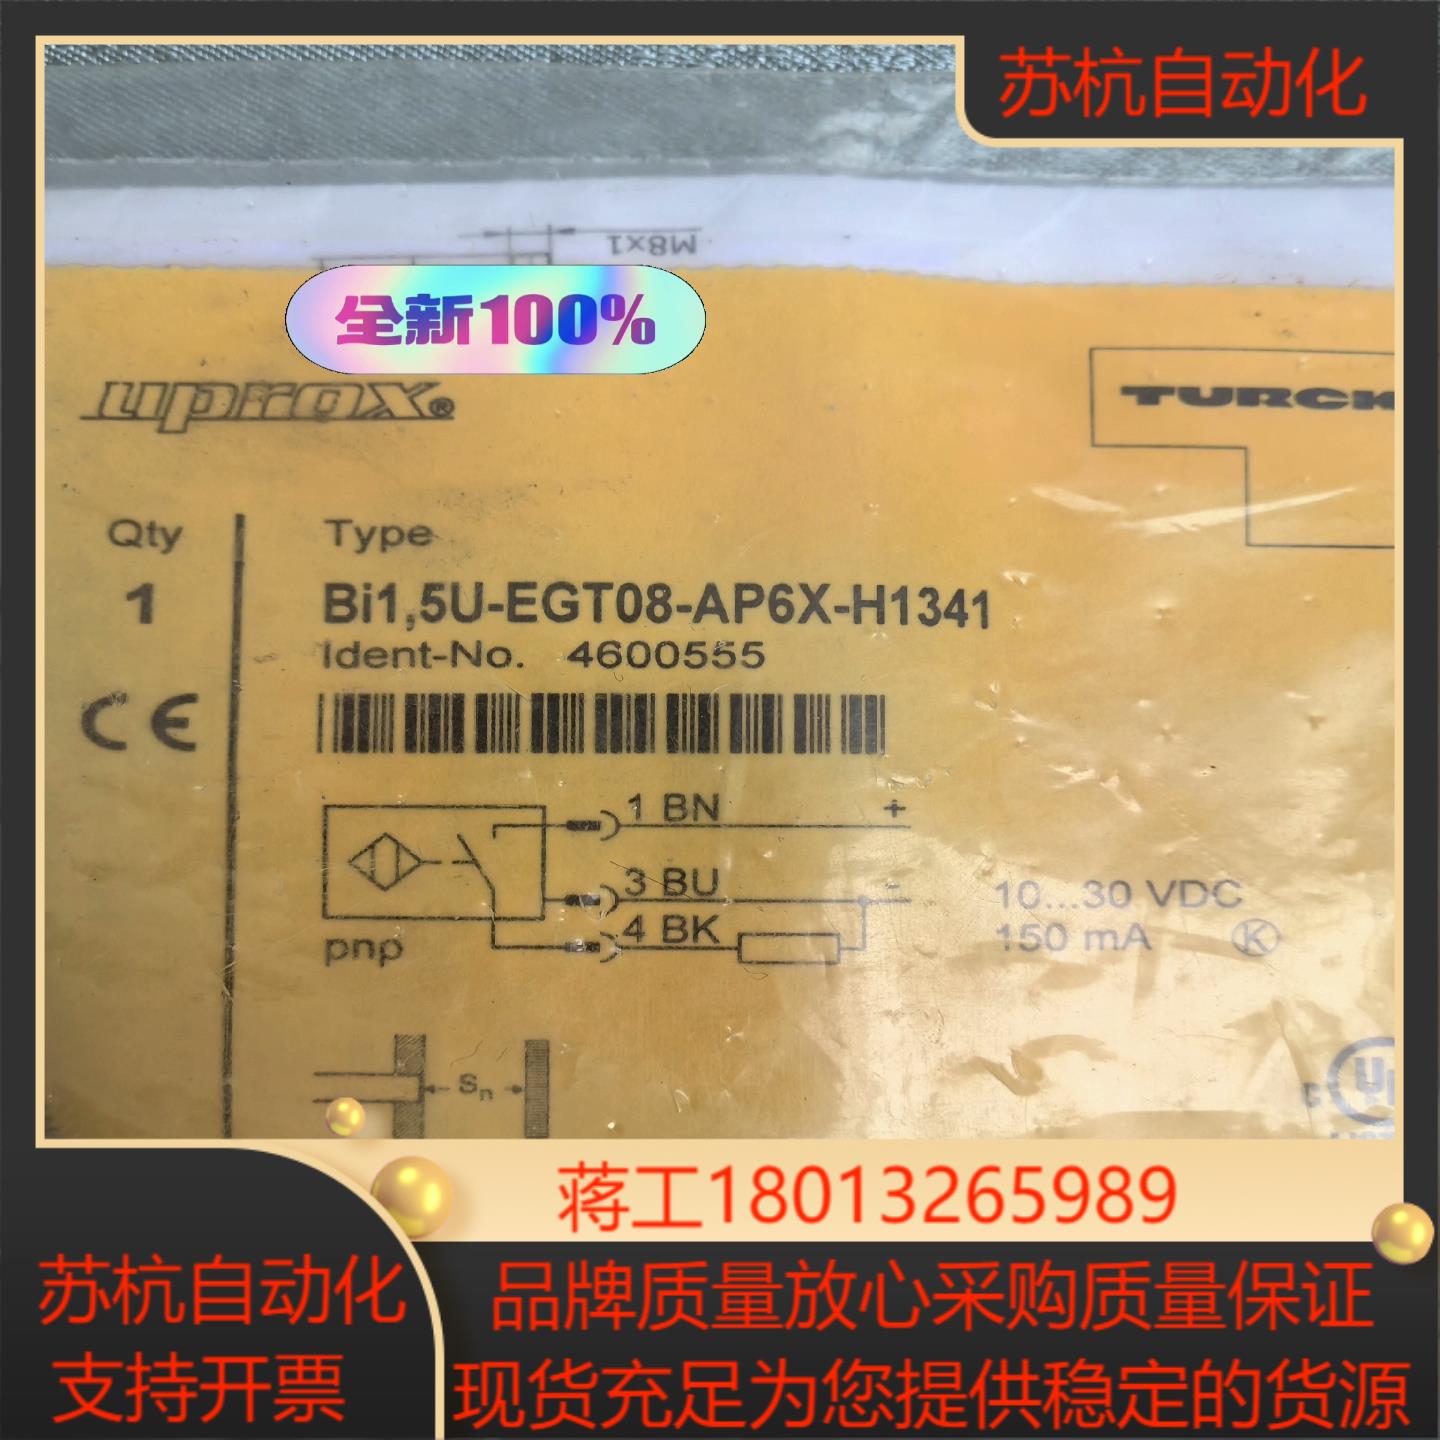 苏杭自动化
M8x1
全新100%
uprox®
TURCK
Qty
Type
1
Bi1,5U-EGT08-AP6X-H1341
Ident-No. 4600555
CE
1 BN +
3 BU -
10...30 VDC
4 BK
150 mA
K
pnp
Sn
C UL
蒋工18013265989
苏杭自动化
支持开票
品牌质量放心采购质量保证
现货充足为您提供稳定的货源